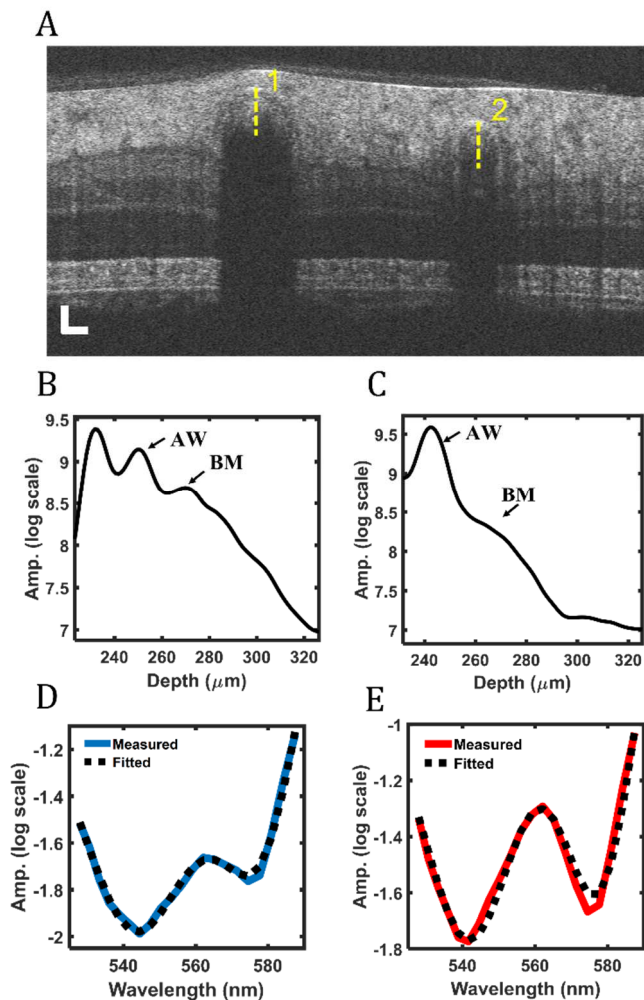 A
1
2
B
C
9.5
9
8.5
8
7.5
7
Amp. (log scale)
AW
BM
240 260 280 300 320
Depth (μm)
9.5
9
8.5
8
7.5
7
Amp. (log scale)
AW
BM
240 260 280 300 320
Depth (μm)
D
E
-1.2
-1.4
-1.6
-1.8
-2
Amp. (log scale)
Measured
Fitted
540 560 580
Wavelength (nm)
-1
-1.2
-1.4
-1.6
-1.8
Amp. (log scale)
Measured
Fitted
540 560 580
Wavelength (nm)